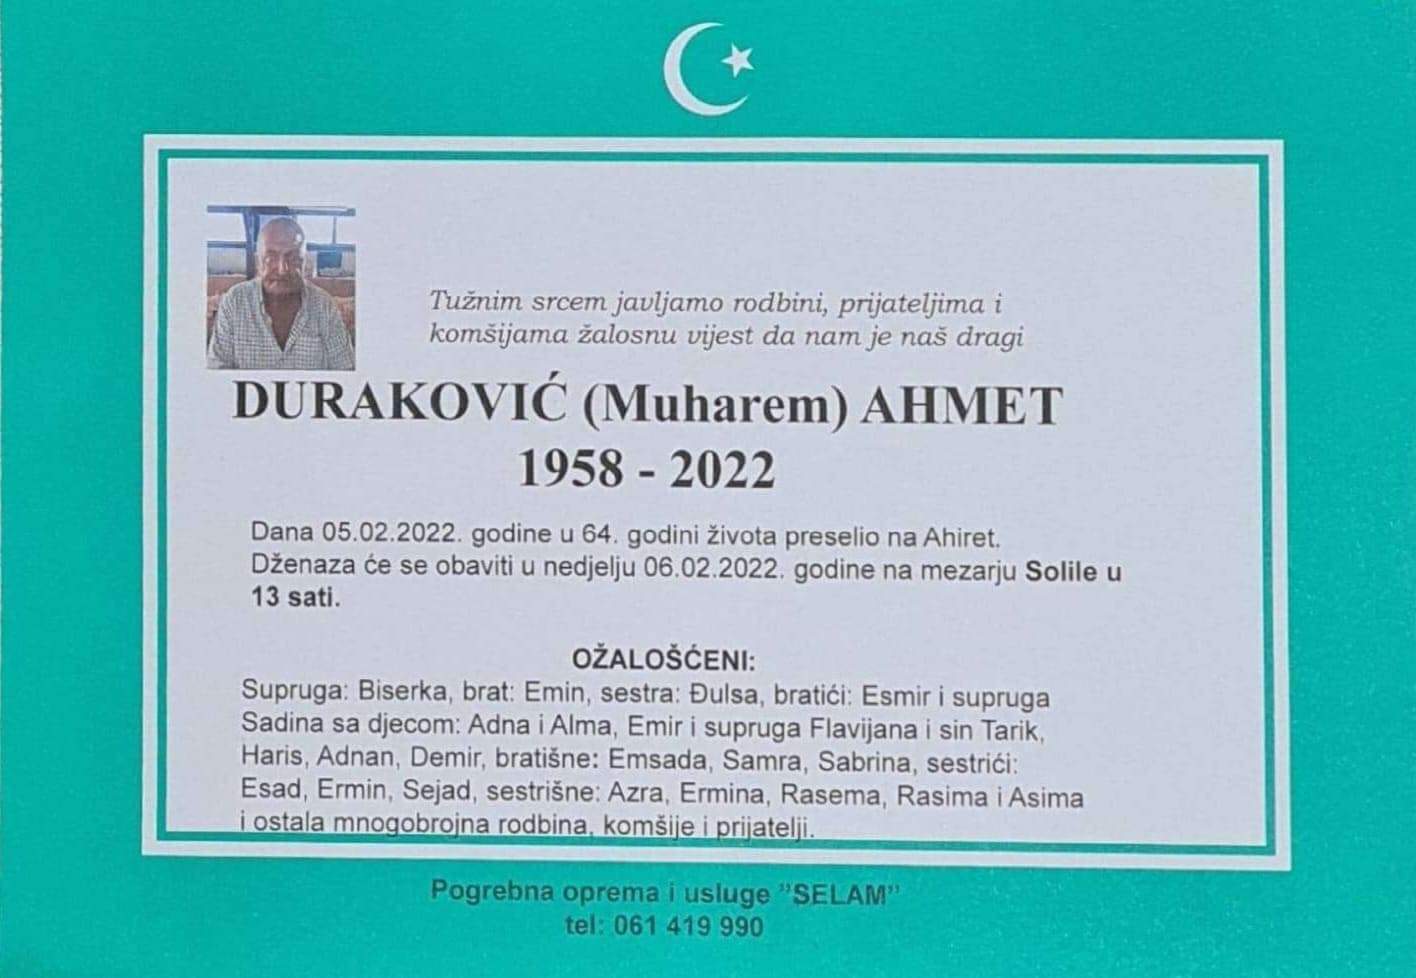 Tužnim srcem javljamo rodbini, prijateljima i
komšijama žalosnu vijest da nam je naš dragi
DURAKOVIĆ (Muharem) AHMET
1958 - 2022
Dana 05.02.2022. godine u 64. godini života preselio na Ahiret.
Dženaza će se obaviti u nedjelju 06.02.2022. godine na mezarju Solile u
13 sati.
OŽALOŠĆENI:
Supruga: Biserka, brat: Emin, sestra: Đulsa, bratići: Esmir i supruga
Sadina sa djecom: Adna i Alma, Emir i supruga Flavijana i sin Tarik,
Haris, Adnan, Demir, bratišne: Emsada, Samra, Sabrina, sestrići:
Esad, Ermin, Sejad, sestrišne: Azra, Ermina, Rasema, Rasima i Asima
i ostala mnogobrojna rodbina, komšije i prijatelji.
Pogrebna oprema i usluge ”SELAM”
tel: 061 419 990